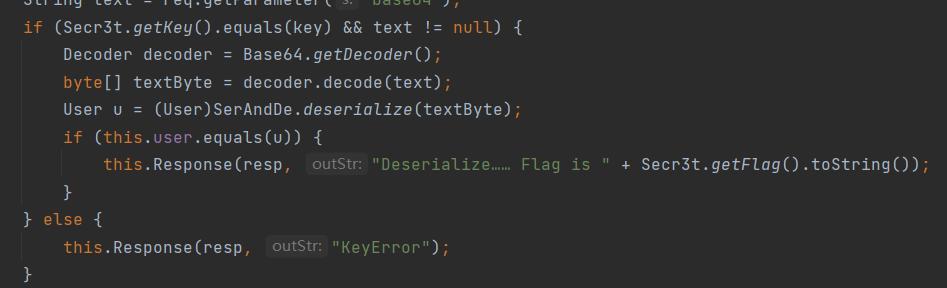 String text = req.getParameter( s: "base64");
if (Secr3t.getKey().equals(key) && text != null) {
Decoder decoder = Base64.getDecoder();
byte[] textByte = decoder.decode(text);
User u = (User)SerAndDe.deserialize(textByte);
if (this.user.equals(u)) {
this.Response(resp, outStr: "Deserialize…… Flag is " + Secr3t.getFlag().toString());
}
} else {
this.Response(resp, outStr: "KeyError");
}